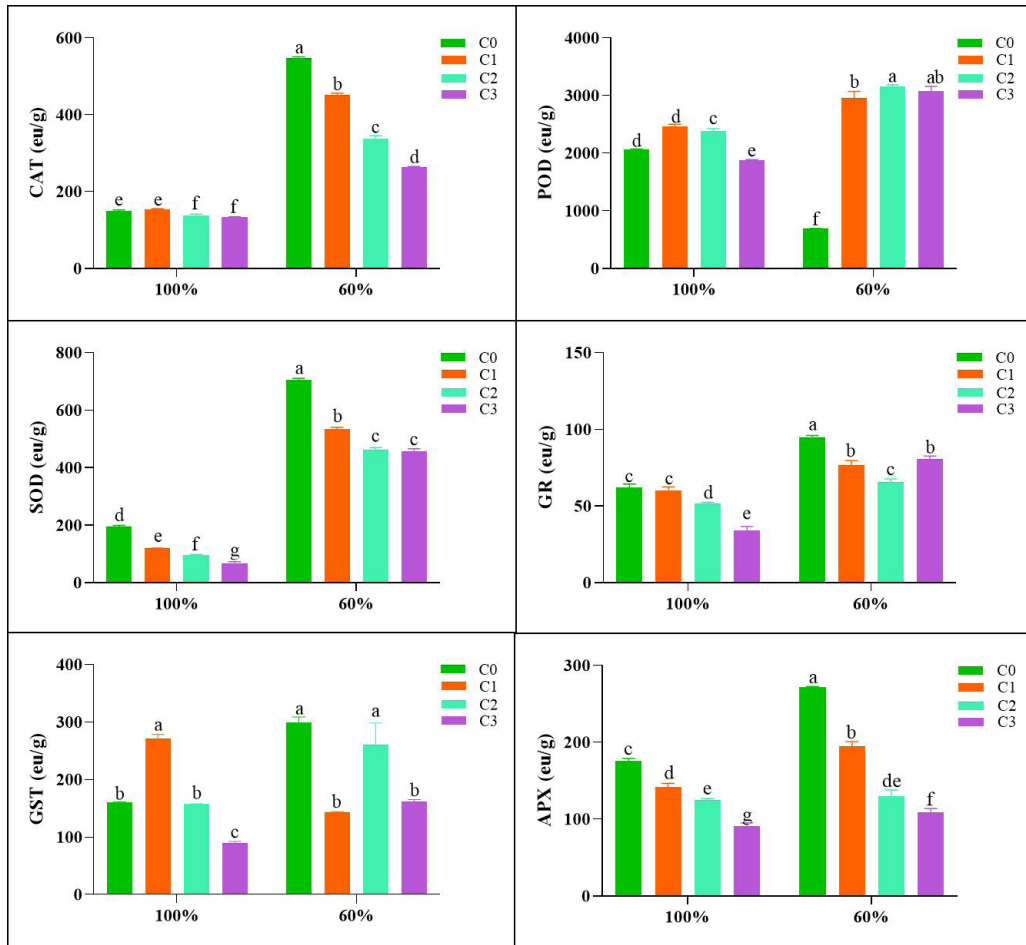 600
400
200
0
CAT (eu/g)
e e f f
a b c d
100% 60%
C0
C1
C2
C3
4000
3000
2000
1000
0
POD (eu/g)
d d c e
f b a ab
100% 60%
C0
C1
C2
C3
800
600
400
200
0
SOD (eu/g)
d e f g
a b c c
100% 60%
C0
C1
C2
C3
150
100
50
0
GR (eu/g)
c c d e
a b c b
100% 60%
C0
C1
C2
C3
400
300
200
100
0
GST (eu/g)
b a b c
a b a b
100% 60%
C0
C1
C2
C3
300
200
100
0
APX (eu/g)
c d e g
a b de f
100% 60%
C0
C1
C2
C3